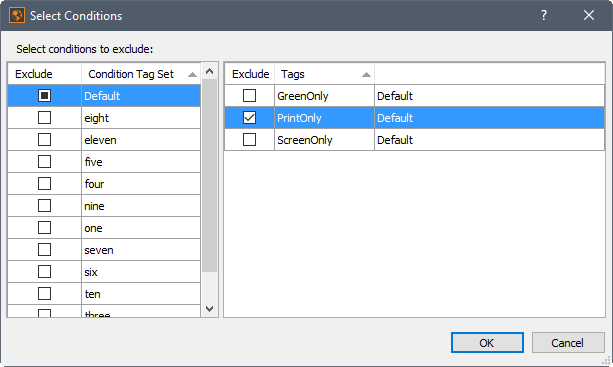 Select Conditions
Select conditions to exclude:
Exclude Condition Tag Set
Default
eight
eleven
five
four
nine
one
seven
six
ten
three
Exclude Tags
GreenOnly Default
PrintOnly Default
ScreenOnly Default
OK Cancel